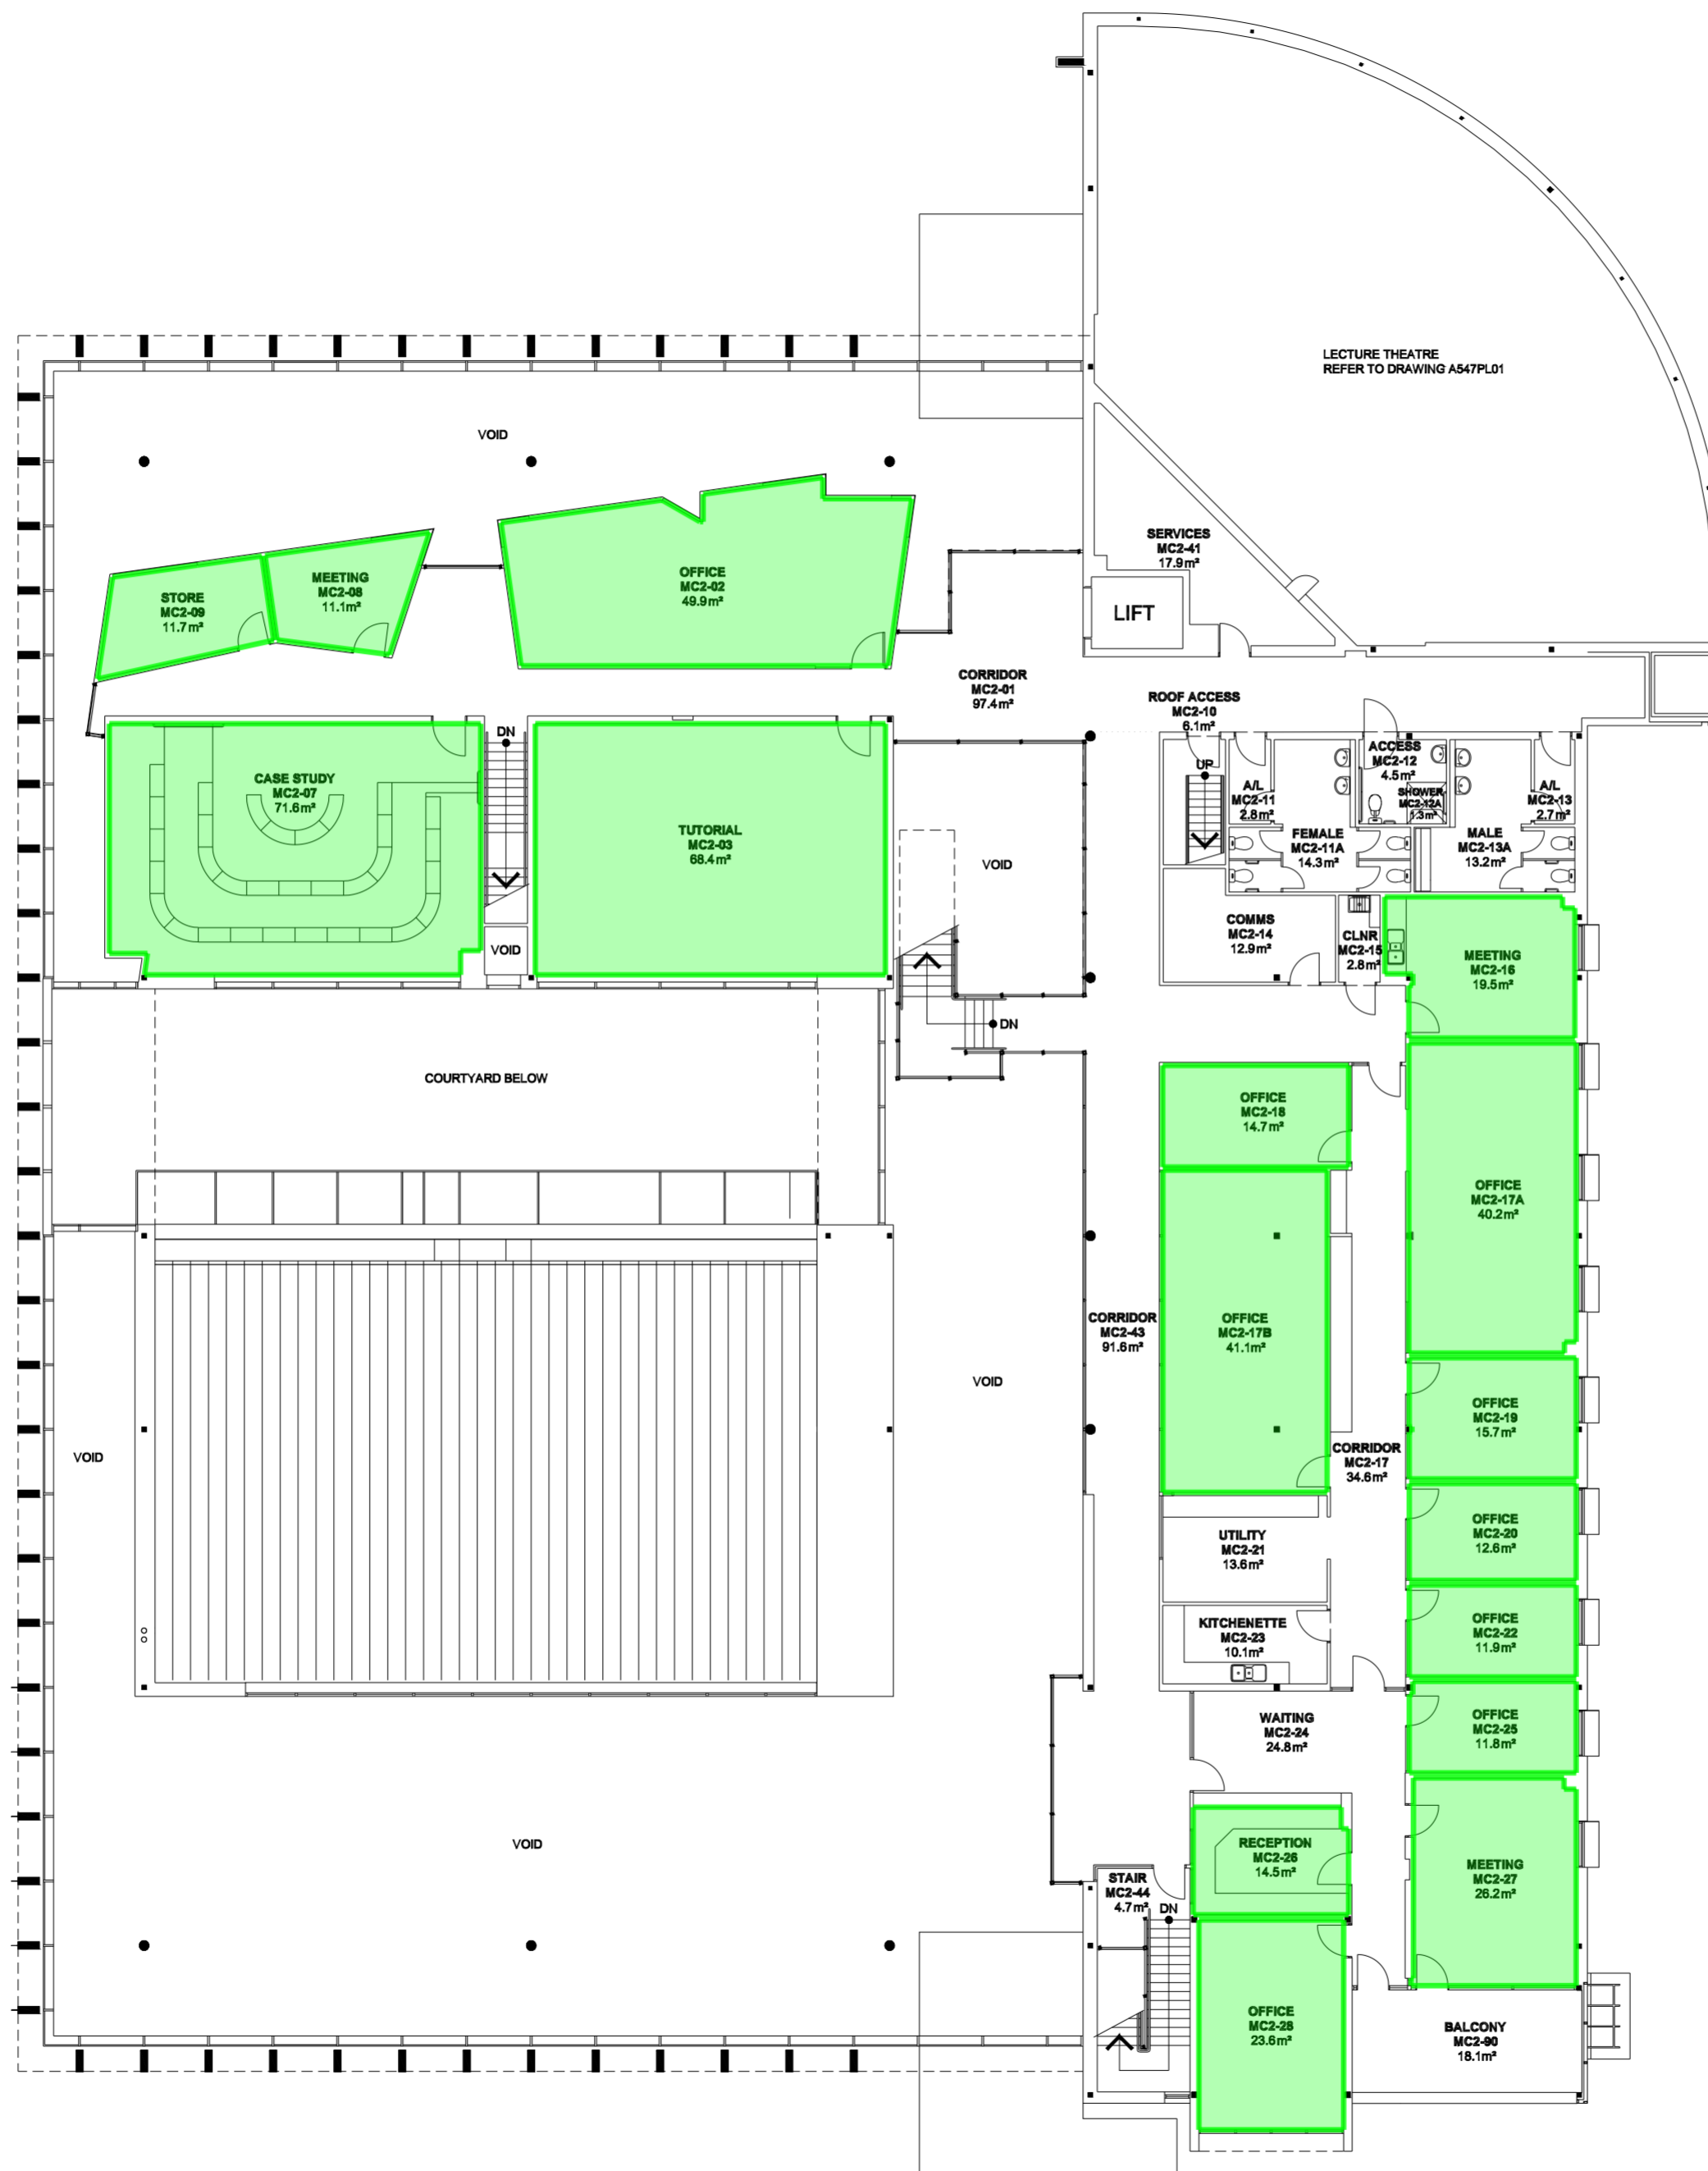 LECTURE THEATRE
REFER TO DRAWING A547PL01
VOID
SERVICES
MC2-41
17.9m²
OFFICE
MC2-02
49.9m²
MEETING
MC2-08
11.1m²
STORE
MC2-09
11.7m²
LIFT
CORRIDOR
MC2-01
97.4m²
ROOF ACCESS
MC2-10
6.1m²
DN
UP
CASE STUDY
MC2-07
71.6m²
TUTORIAL
MC2-03
68.4m²
VOID
VOID
A/L
MC2-11
2.8m²
ACCESS
MC2-12
4.5m²
SHOWER
MC2-12A
1.3m²
A/L
MC2-13
2.7m²
FEMALE
MC2-11A
14.3m²
MALE
MC2-13A
13.2m²
COMMS
MC2-14
12.9m²
CLNR
MC2-15
2.8m²
MEETING
MC2-16
19.5m²
DN
COURTYARD BELOW
OFFICE
MC2-18
14.7m²
OFFICE
MC2-17A
40.2m²
CORRIDOR
MC2-43
91.6m²
OFFICE
MC2-17B
41.1m²
VOID
OFFICE
MC2-19
15.7m²
VOID
CORRIDOR
MC2-17
34.6m²
OFFICE
MC2-20
12.6m²
UTILITY
MC2-21
13.6m²
OFFICE
MC2-22
11.9m²
KITCHENETTE
MC2-23
10.1m²
WAITING
MC2-24
24.8m²
OFFICE
MC2-25
11.8m²
VOID
RECEPTION
MC2-26
14.5m²
MEETING
MC2-27
26.2m²
STAIR
MC2-44
4.7m²
DN
OFFICE
MC2-28
23.6m²
BALCONY
MC2-90
18.1m²